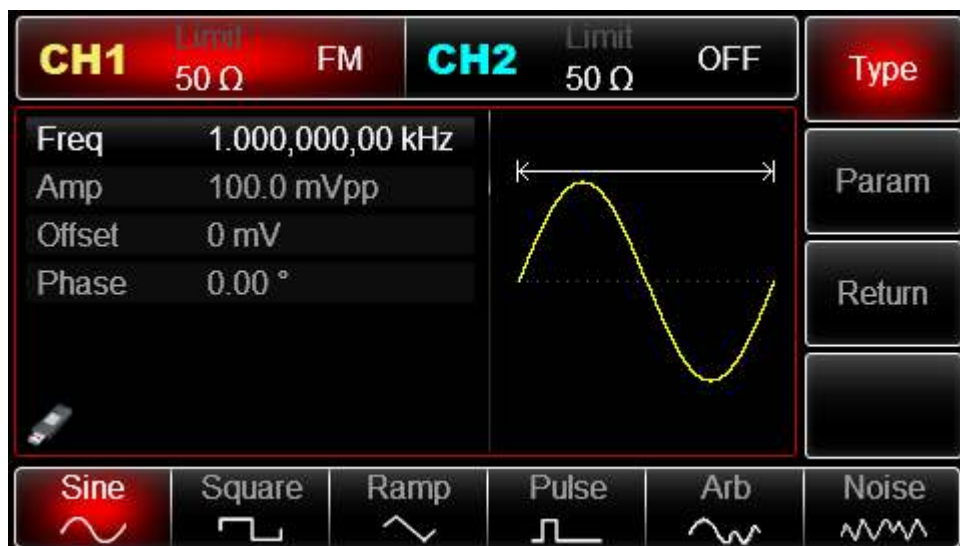 CH1 Limit 50 Ω FM CH2 Limit 50 Ω OFF
Type
Freq 1.000,000,00 kHz
Amp 100.0 mVpp
Offset 0 mV
Phase 0.00 °
Param
Return
Sine Square Ramp Pulse Arb Noise